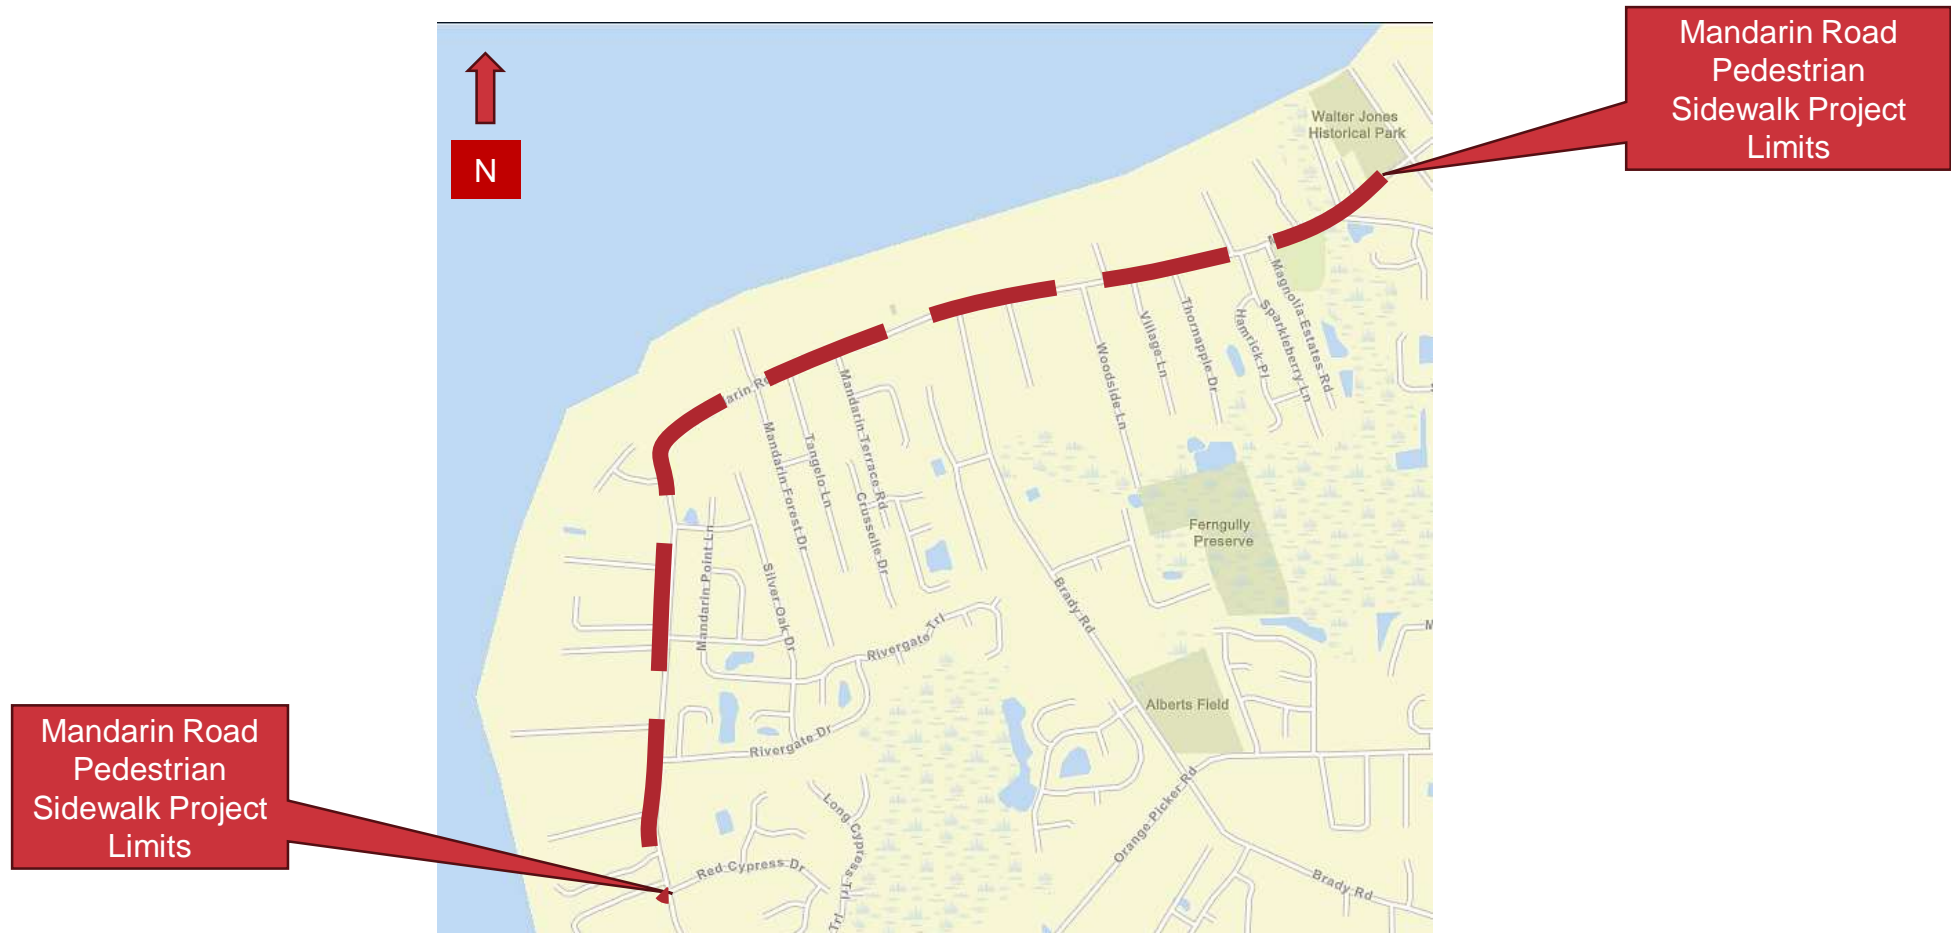 Mandarin Road
Pedestrian
Sidewalk Project
Limits
N
Walter Jones
Historical Park
arin Rd
Magnolia Estates Rd
Sparkleberry Ln
Hamrick Pl
Thornapple Dr
Village Ln
Woodside Ln
Mandarin Terrace Rd
Tangelo Ln
Mandarin Forest Dr
Crusselle Dr
Mandarin Point Ln
Silver Oak Dr
Ferngully
Preserve
Brady Rd
Rivergate Trl
Alberts Field
Rivergate Dr
Mandarin Road
Pedestrian
Sidewalk Project
Limits
Long Cypress Trl
Orange Picker Rd
Red Cypress Dr
Brady Rd
Trl